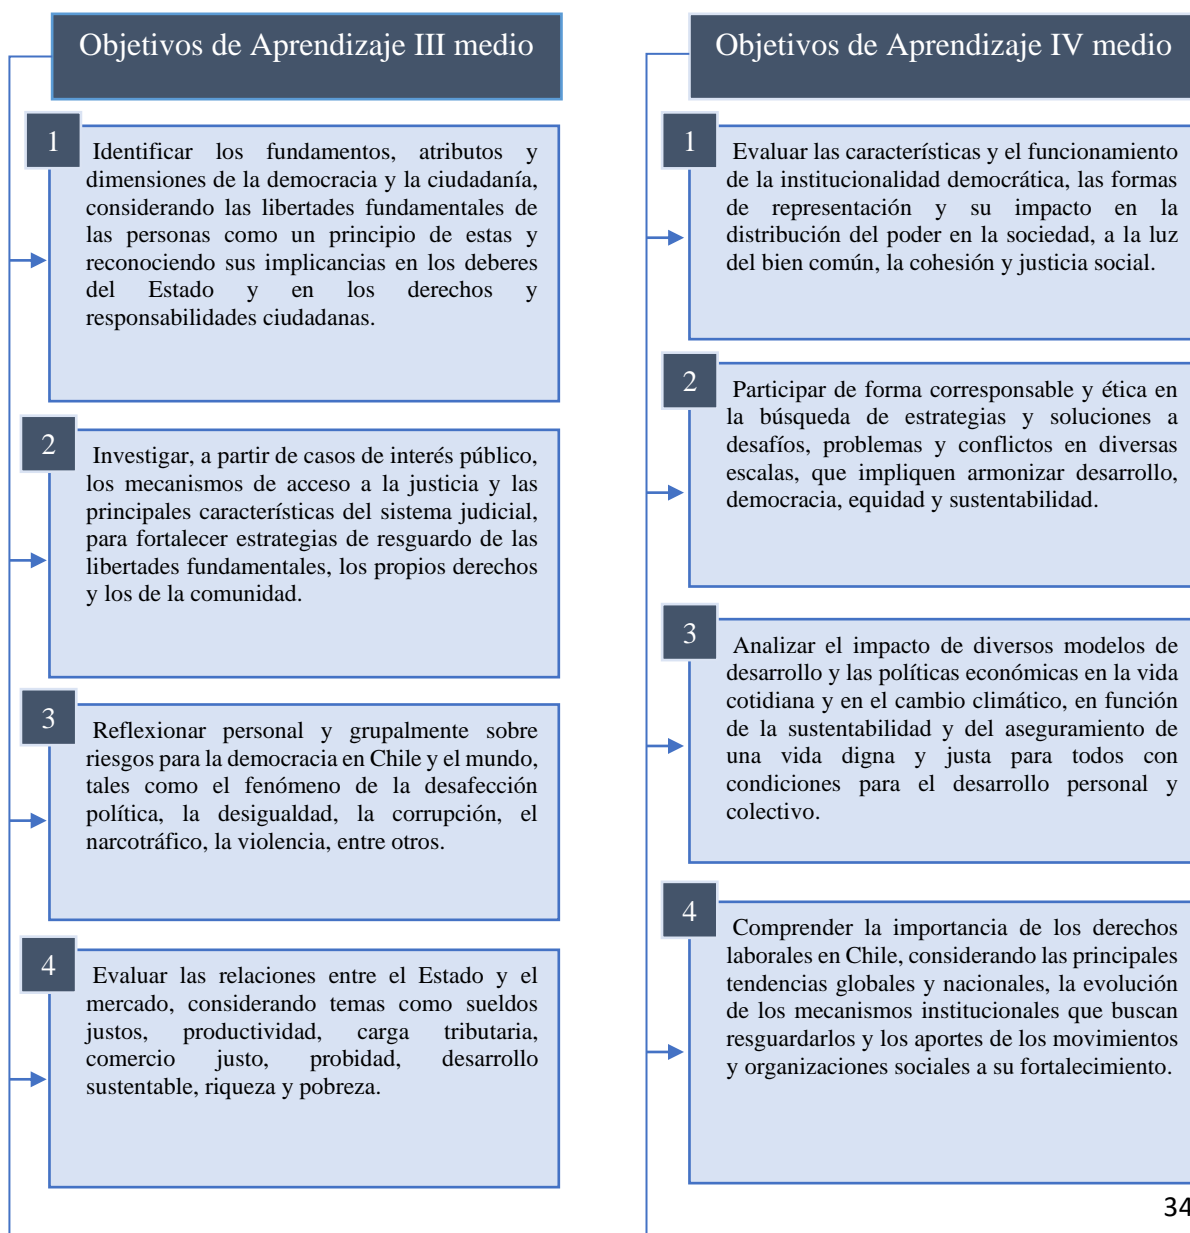 Objetivos de Aprendizaje III medio
1
Identificar los fundamentos, atributos y
dimensiones de la democracia y la ciudadanía,
considerando las libertades fundamentales de
las personas como un principio de estas y
reconociendo sus implicancias en los deberes
del Estado y en los derechos y
responsabilidades ciudadanas.
2
Investigar, a partir de casos de interés público,
los mecanismos de acceso a la justicia y las
principales características del sistema judicial,
para fortalecer estrategias de resguardo de las
libertades fundamentales, los propios derechos
y los de la comunidad.
3
Reflexionar personal y grupalmente sobre
riesgos para la democracia en Chile y el mundo,
tales como el fenómeno de la desafección
política, la desigualdad, la corrupción, el
narcotráfico, la violencia, entre otros.
4
Evaluar las relaciones entre el Estado y el
mercado, considerando temas como sueldos
justos, productividad, carga tributaria,
comercio justo, probidad, desarrollo
sustentable, riqueza y pobreza.
Objetivos de Aprendizaje IV medio
1
Evaluar las características y el funcionamiento
de la institucionalidad democrática, las formas
de representación y su impacto en la
distribución del poder en la sociedad, a la luz
del bien común, la cohesión y justicia social.
2
Participar de forma corresponsable y ética en
la búsqueda de estrategias y soluciones a
desafíos, problemas y conflictos en diversas
escalas, que impliquen armonizar desarrollo,
democracia, equidad y sustentabilidad.
3
Analizar el impacto de diversos modelos de
desarrollo y las políticas económicas en la vida
cotidiana y en el cambio climático, en función
de la sustentabilidad y del aseguramiento de
una vida digna y justa para todos con
condiciones para el desarrollo personal y
colectivo.
4
Comprender la importancia de los derechos
laborales en Chile, considerando las principales
tendencias globales y nacionales, la evolución
de los mecanismos institucionales que buscan
resguardarlos y los aportes de los movimientos
y organizaciones sociales a su fortalecimiento.
34